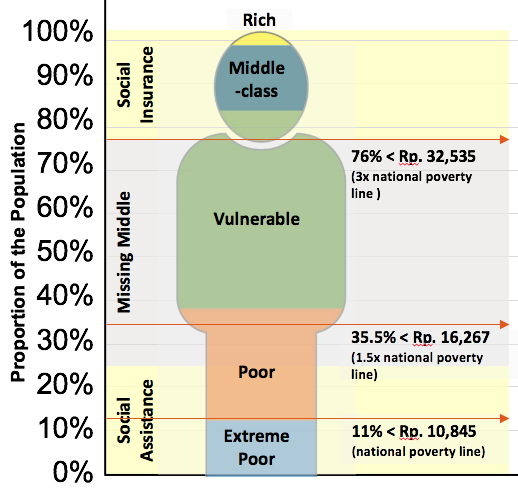 Rich
100%
90%
80%
70%
60%
50%
40%
30%
20%
10%
0%
Proportion of the Population
Social
Insurance
Missing Middle
Social
Assistance
Middle
-class
Vulnerable
Poor
Extreme
Poor
76% < Rp. 32,535
(3x national poverty
line )
35.5% < Rp. 16,267
(1.5x national poverty
line)
11% < Rp. 10,845
(national poverty line)